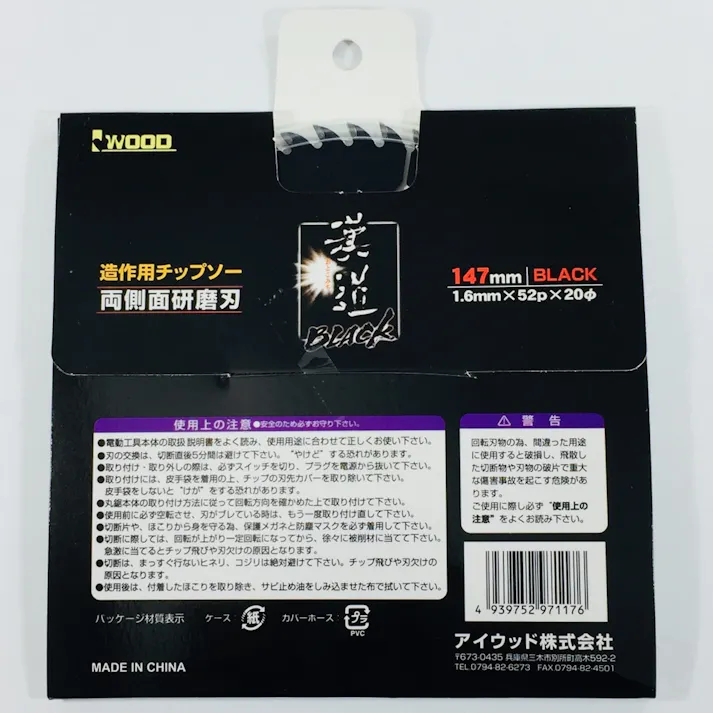 iWOOD
造作用チップソー
両側面研磨刃
漢道
BLACK
147mm | BLACK
1.6mm×52p×20φ
使用上の注意 ●安全のため必ずお守り下さい。
●電動工具本体の取扱説明書をよく読み、使用用途に合わせて正しくお使い下さい。
●刃の交換は、切断直後5分間は避けて下さい。“やけど”する恐れがあります。
●取り付け・取り外しの際は、必ずスイッチを切り、プラグを電源から抜いて下さい。
●取り付けには、皮手袋を着用の上、チップの刃先カバーを取り除いて下さい。
皮手袋をしないと“けが”をする恐れがあります。
●丸鋸本体の取り付け方法に従って回転方向を確かめた上で取り付けて下さい。
●使用前に必ず空転させ、刃がブレている時は、もう一度取り付け直して下さい。
●切断片や、ほこりから身を守る為、保護メガネと防塵マスクを必ず着用して下さい。
●切断に際しては、回転が上がり一定回転になってから、徐々に被削材に当てて下さい。
急激に当てるとチップ飛びや刃欠けの原因となります。
●切断は、まっすぐ行ないヒネリ、コジリは絶対避けて下さい。チップ飛びや刃欠けの
原因となります。
●使用後は、付着したほこりを取り除き、サビ止め油をしみ込ませた布で拭いて下さい。
⚠ 警告
回転刃物の為、間違った用途
に使用すると破損し、飛散し
た切断物や刃物の破片で重大
な傷害事故を起こす危険があ
ります。
ご使用に際し必ず“使用上の
注意”をよくお読み下さい。
パッケージ材質表示 ケース： 紙 カバーホース： プラ
PVC
4 939752 971176
アイウッド株式会社
〒673-0435 兵庫県三木市別所町高木592-2
TEL.0794-82-6273 FAX.0794-82-4501
MADE IN CHINA